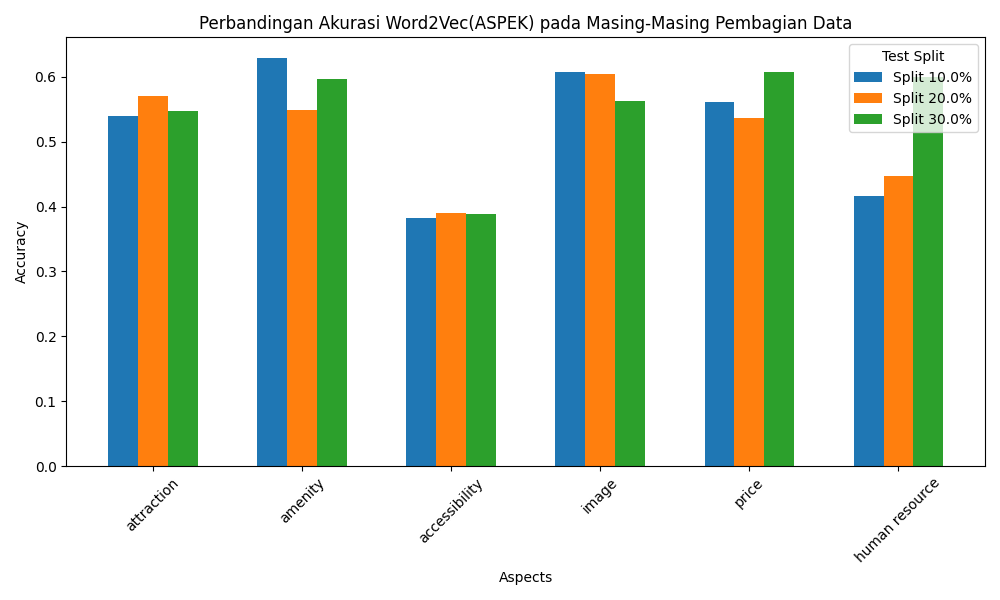 Perbandingan Akurasi Word2Vec(ASPEK) pada Masing-Masing Pembagian Data
Test Split
Split 10.0%
Split 20.0%
Split 30.0%
Accuracy
0.6
0.5
0.4
0.3
0.2
0.1
0.0
attraction
amenity
accessibility
image
price
human resource
Aspects